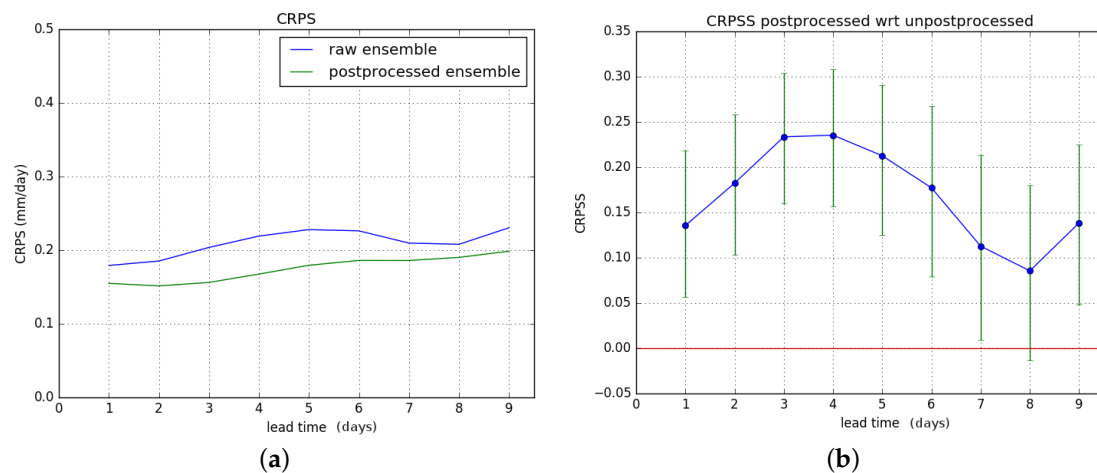 CRPS
0.5
0.4
0.3
0.2
0.1
0.0
CRPS (mm/day)
raw ensemble
postprocessed ensemble
0 1 2 3 4 5 6 7 8 9
lead time (days)
(a)
CRPSS postprocessed wrt unpostprocessed
0.35
0.30
0.25
0.20
0.15
0.10
0.05
0.00
−0.05
CRPSS
0 1 2 3 4 5 6 7 8 9
lead time (days)
(b)